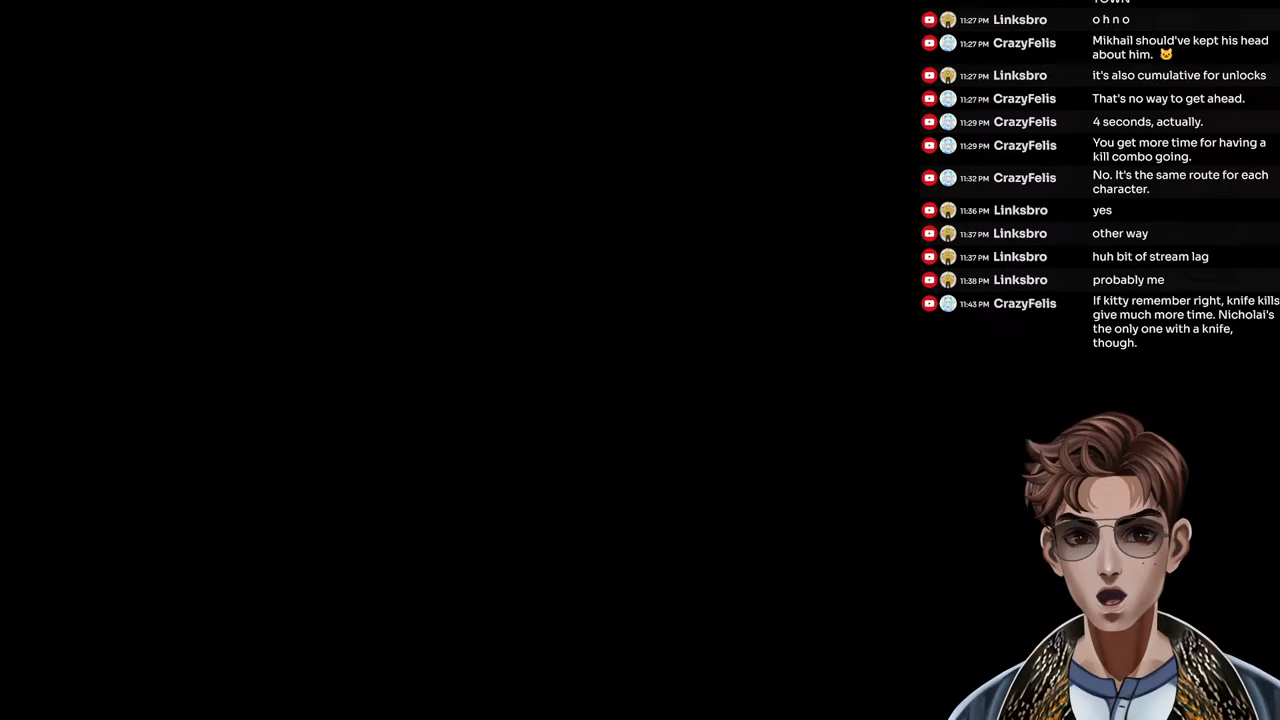 TOWN
11:27 PM Linksbro o h n o
11:27 PM CrazyFelis Mikhail should've kept his head
about him. 🐱
11:27 PM Linksbro it's also cumulative for unlocks
11:27 PM CrazyFelis That's no way to get ahead.
11:29 PM CrazyFelis 4 seconds, actually.
11:29 PM CrazyFelis You get more time for having a
kill combo going.
11:32 PM CrazyFelis No. It's the same route for each
character.
11:36 PM Linksbro yes
11:37 PM Linksbro other way
11:37 PM Linksbro huh bit of stream lag
11:38 PM Linksbro probably me
11:43 PM CrazyFelis If kitty remember right, knife kills
give much more time. Nicholai's
the only one with a knife,
though.